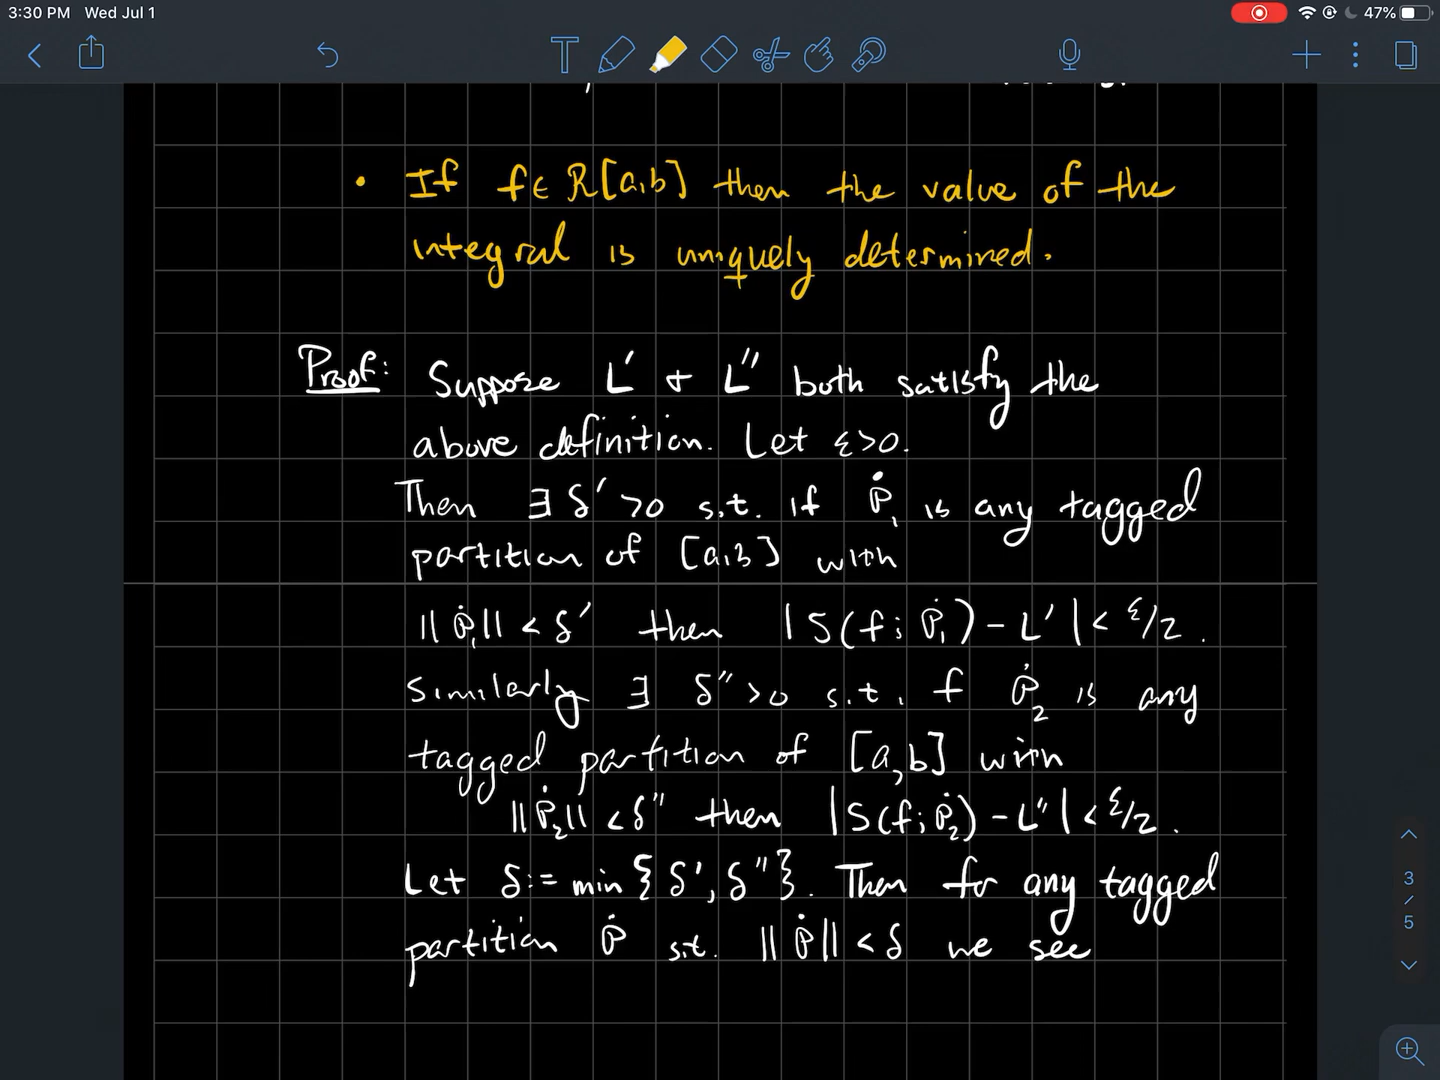 3:30 PM Wed Jul 1
47%
• If f∈ R[a,b] then the value of the
integral is uniquely determined.
Proof: Suppose L′ + L″ both satisfy the
above definition. Let ε>0.
Then ∃ δ′>0 s.t. if Ṗ₁ is any tagged
partition of [a,b] with
||Ṗ₁|| < δ′ then |S(f; Ṗ₁) - L′| < ε/2.
Similarly ∃ δ″>0 s.t. f Ṗ₂ is any
tagged partition of [a,b] with
||Ṗ₂|| < δ″ then |S(f; Ṗ₂) - L″| < ε/2.
Let δ:= min{δ′, δ″}. Then for any tagged
partition Ṗ s.t. ||Ṗ|| < δ we see
3
/
5